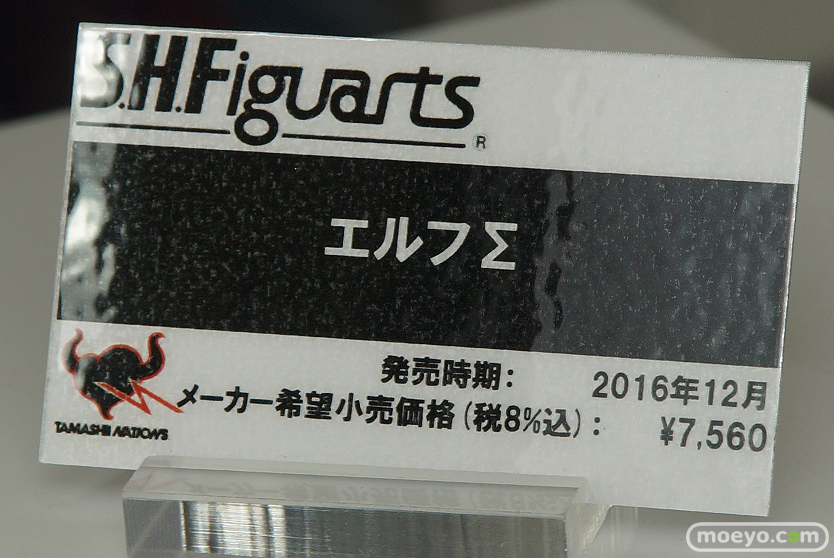 S.H.Figuarts®
エルフΣ
発売時期: 2016年12月
メーカー希望小売価格(税8%込): ¥7,560
TAMASHII NATIONS
moeyo.com